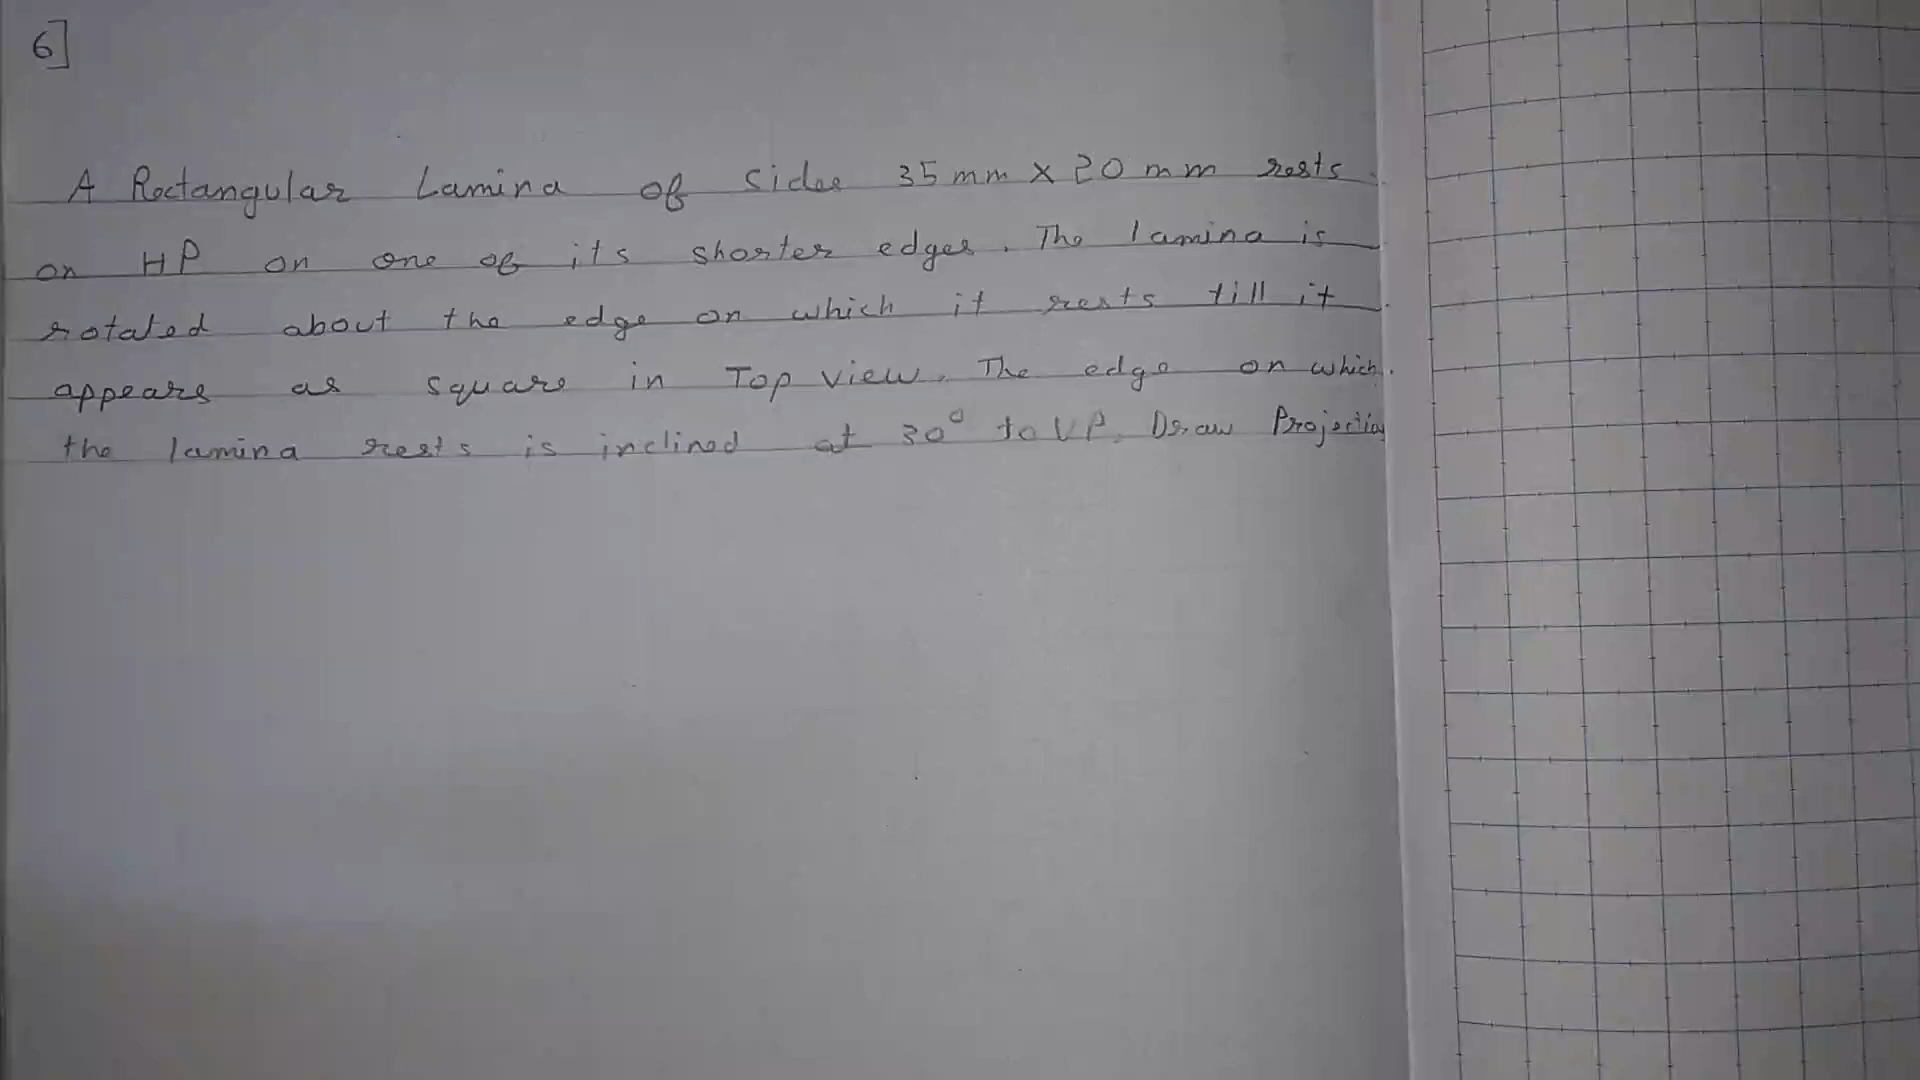 6]
A Rectangular Lamina of sides 35 mm x 20 mm rests
on HP on one of its shorter edges. The lamina is
rotated about the edge on which it rests till it
appears as square in Top view. The edge on which
the lamina rests is inclined at 30° to VP. Draw Projection